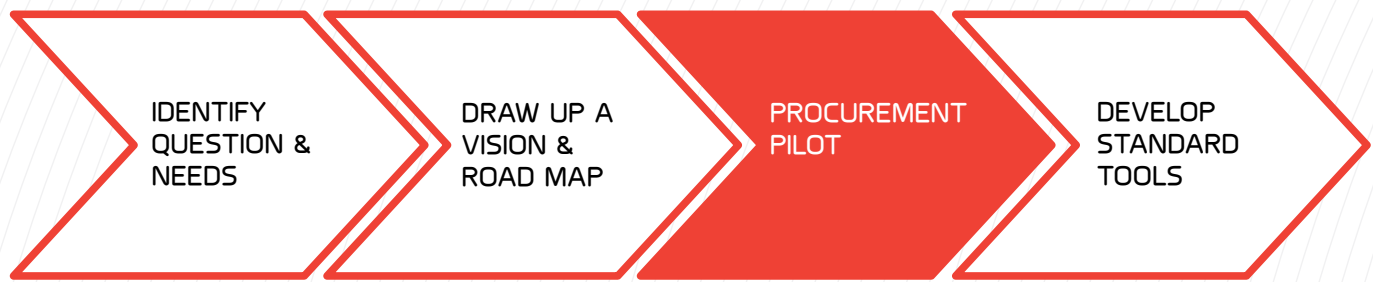 IDENTIFY
QUESTION &
NEEDS
DRAW UP A
VISION &
ROAD MAP
PROCUREMENT
PILOT
DEVELOP
STANDARD
TOOLS